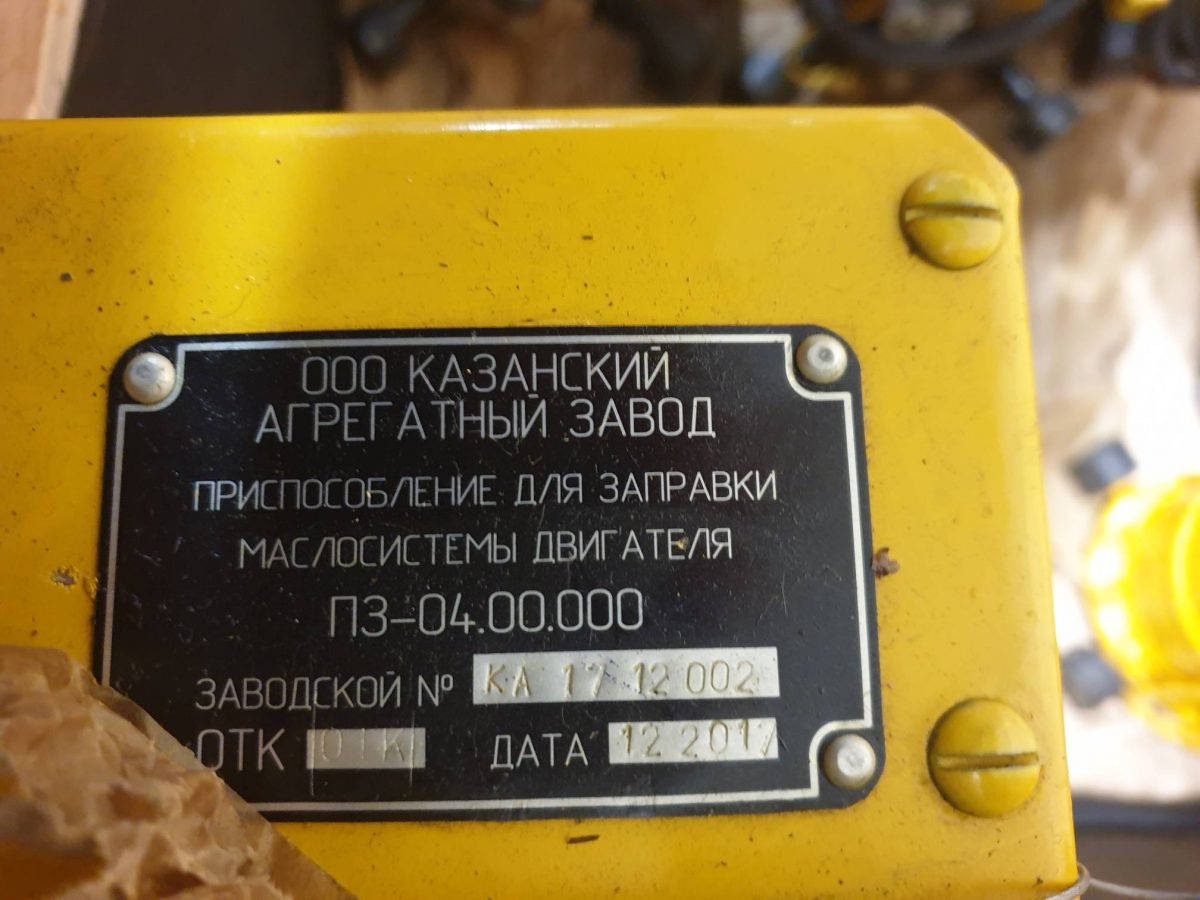 ООО КАЗАНСКИЙ
АГРЕГАТНЫЙ ЗАВОД
ПРИСПОСОБЛЕНИЕ ДЛЯ ЗАПРАВКИ
МАСЛОСИСТЕМЫ ДВИГАТЕЛЯ
ПЗ-04.00.000
ЗАВОДСКОЙ № КА 17 12 002
ОТК ОТК ДАТА 12 2017